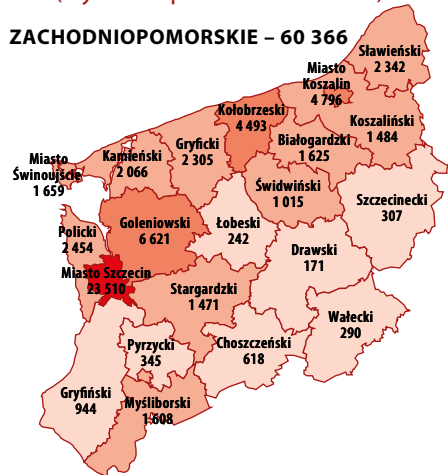 ZACHODNIOPOMORSKIE – 60 366
Sławieński
2 342
Miasto
Koszalin
4 796
Kołobrzeski
4 493
Koszaliński
1 484
Gryficki
2 305
Białogardzki
1 625
Kamieński
2 066
Miasto
Świnoujście
1 659
Świdwiński
1 015
Szczecinecki
307
Goleniowski
6 621
Łobeski
242
Policki
2 454
Drawski
171
Miasto Szczecin
23 510
Stargardzki
1 471
Wałecki
290
Pyrzycki
345
Choszczeński
618
Gryfiński
944
Myśliborski
1 608